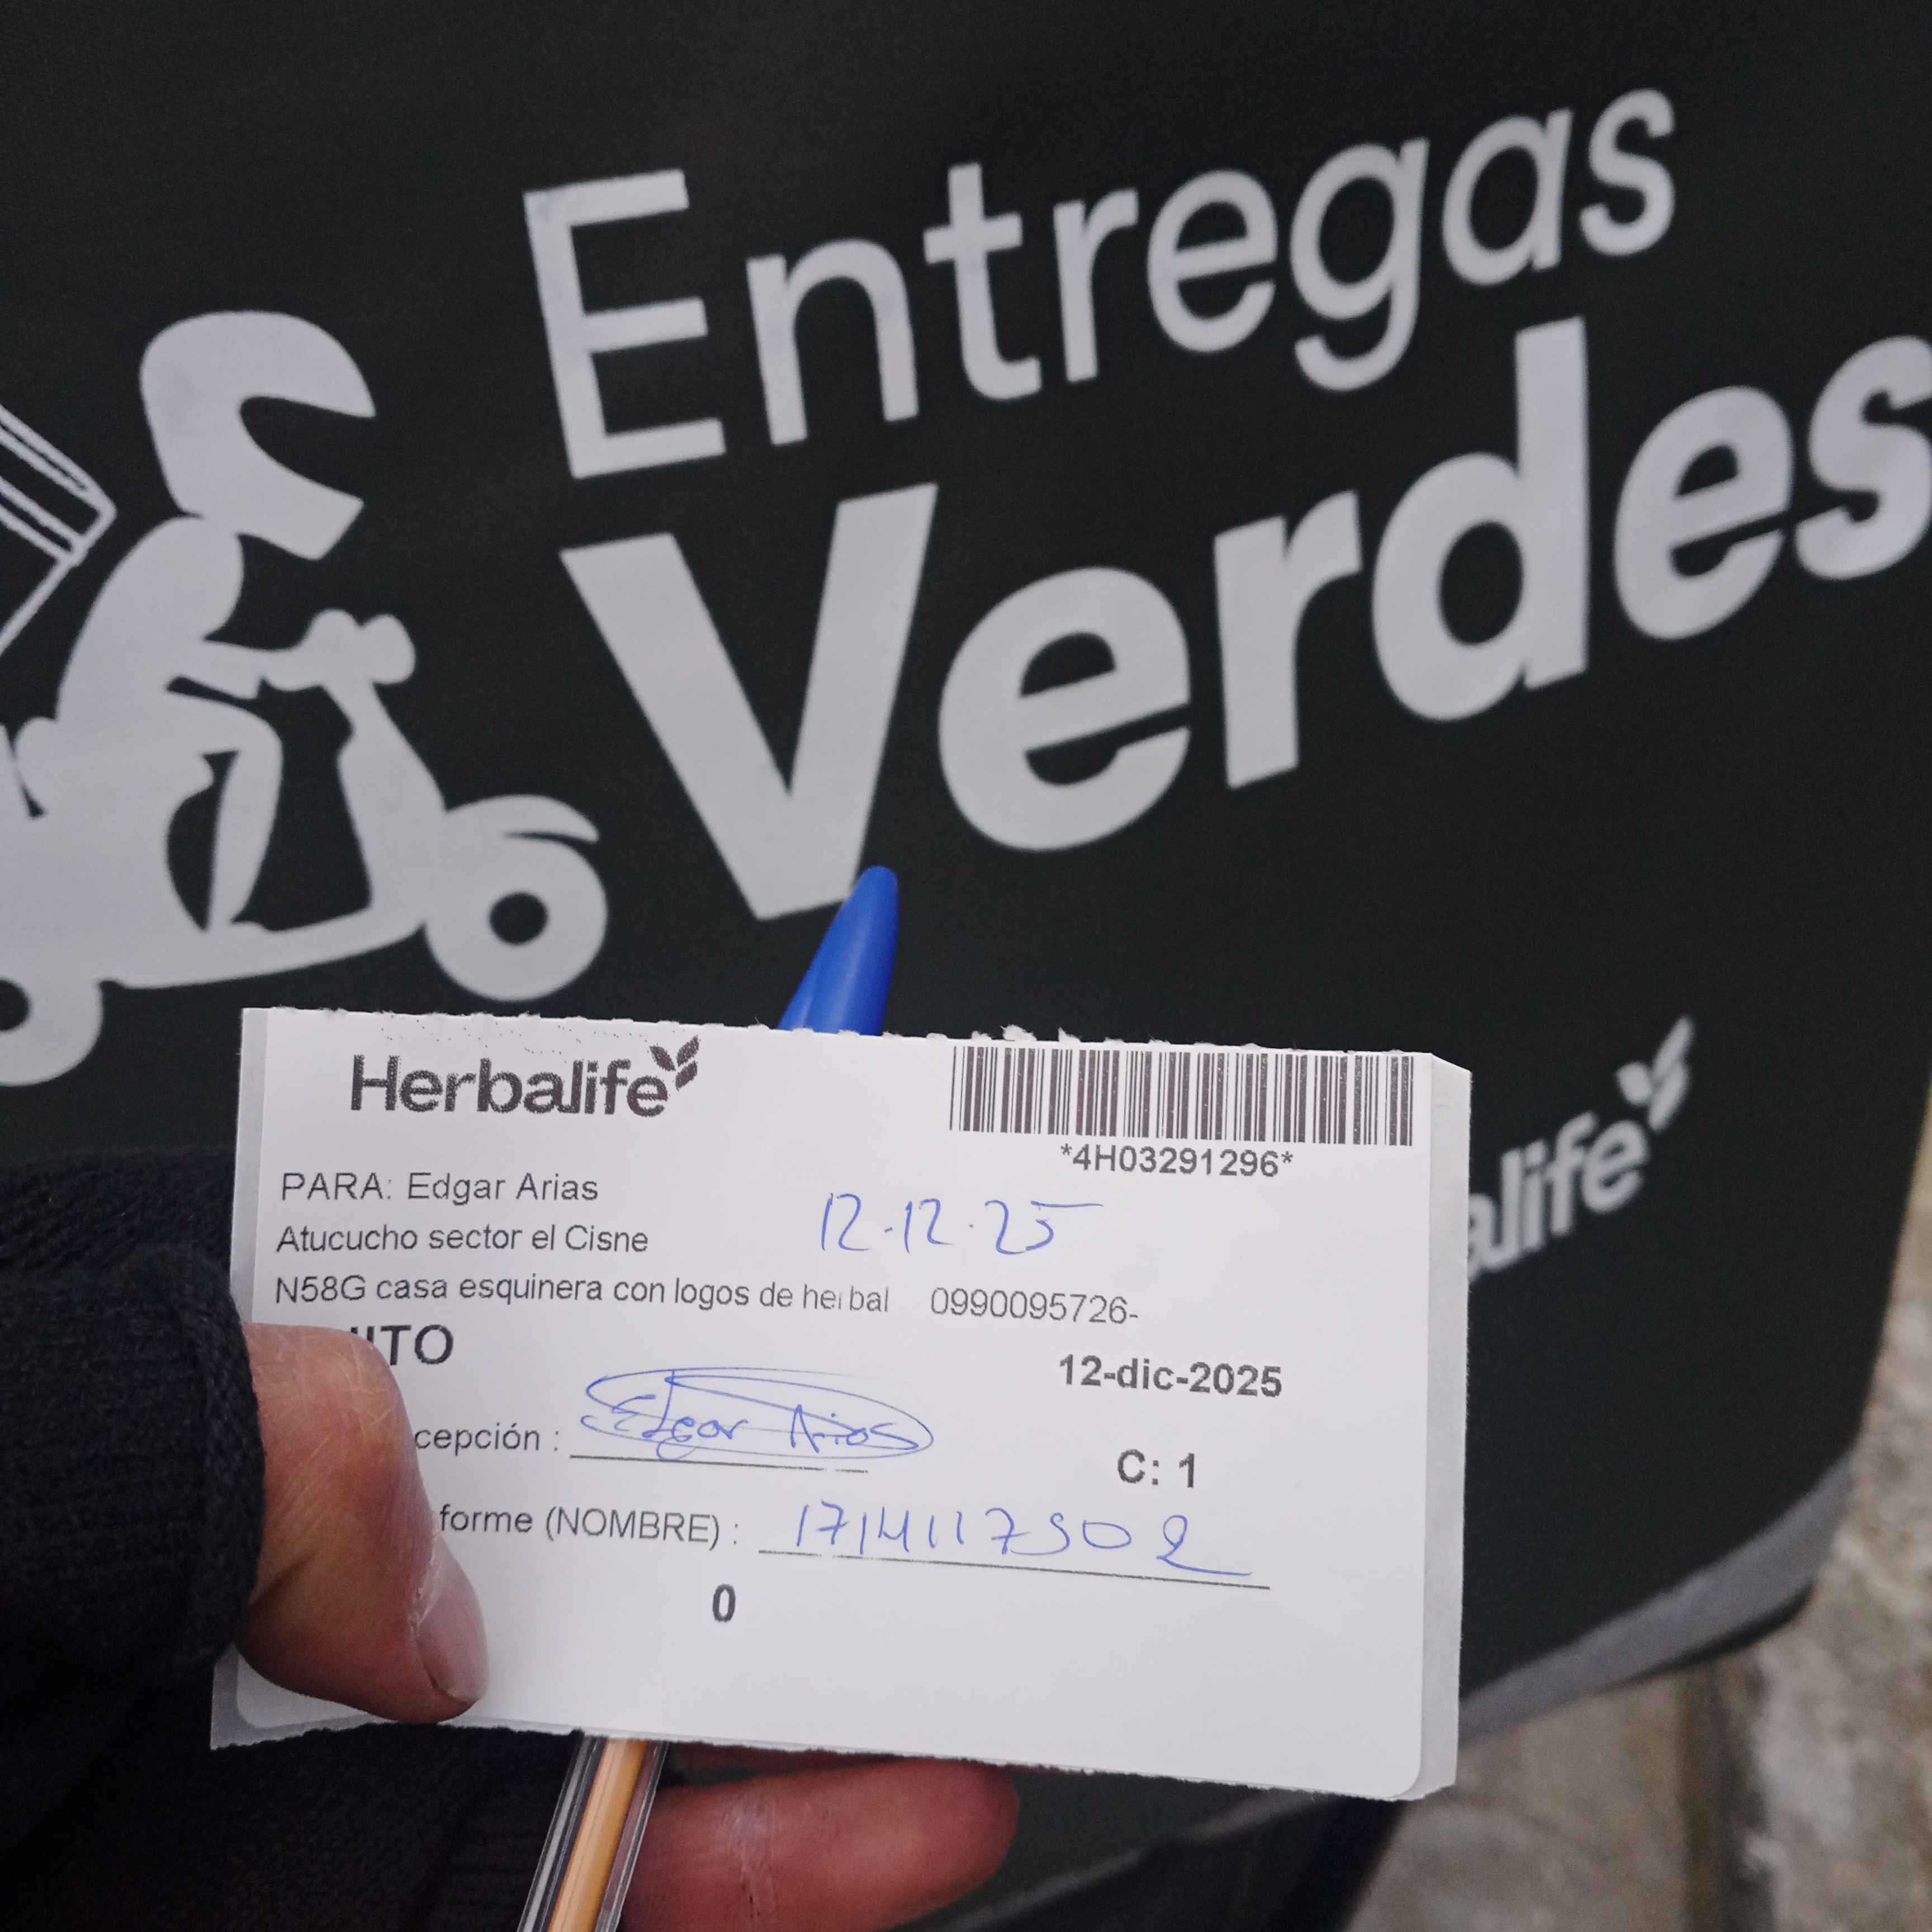 Entregas
Verdes
Herbalife
*4H03291296*
PARA: Edgar Arias
12.12.25
Atucucho sector el Cisne
N58G casa esquinera con logos de herbal 0990095726-
ITO
12-dic-2025
cepción : Edgar Arias
C: 1
forme (NOMBRE) :
0
alife